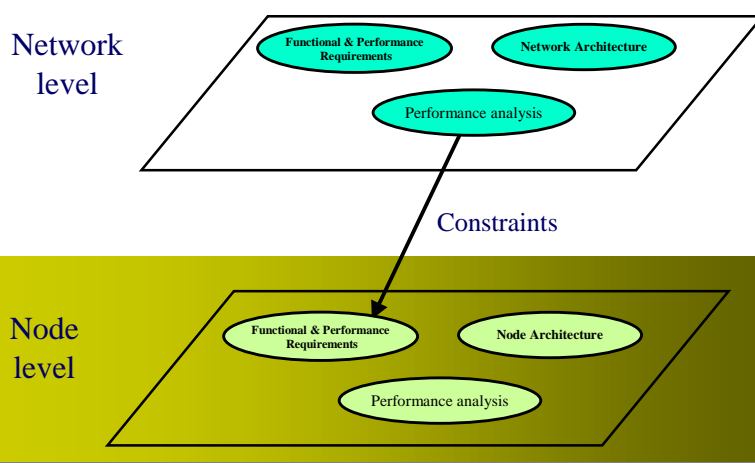 Network
level
Functional & Performance
Requirements
Network Architecture
Performance analysis
Constraints
Node
level
Functional & Performance
Requirements
Node Architecture
Performance analysis